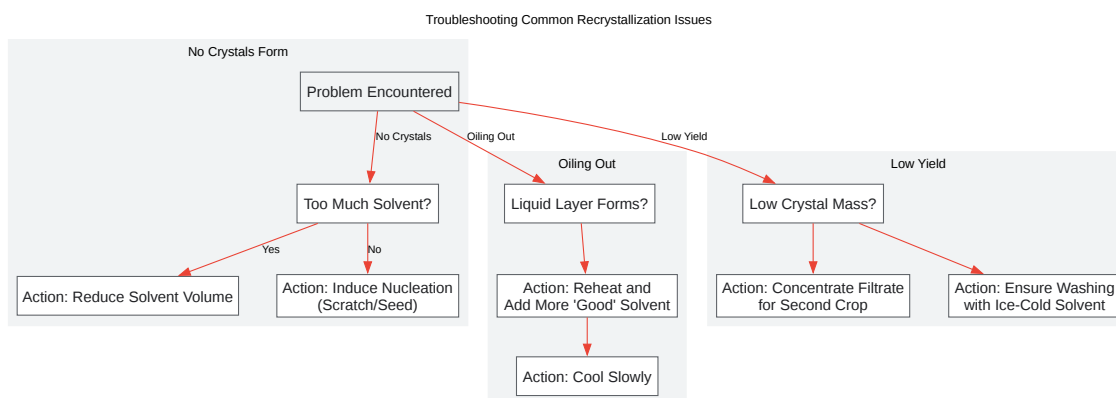 Troubleshooting Common Recrystallization Issues
No Crystals Form
Problem Encountered
No Crystals
Oiling Out
Low Yield
Oiling Out
Low Yield
Too Much Solvent?
Liquid Layer Forms?
Low Crystal Mass?
Yes
No
Action: Reduce Solvent Volume
Action: Induce Nucleation
(Scratch/Seed)
Action: Reheat and
Add More 'Good' Solvent
Action: Concentrate Filtrate
for Second Crop
Action: Ensure Washing
with Ice-Cold Solvent
Action: Cool Slowly